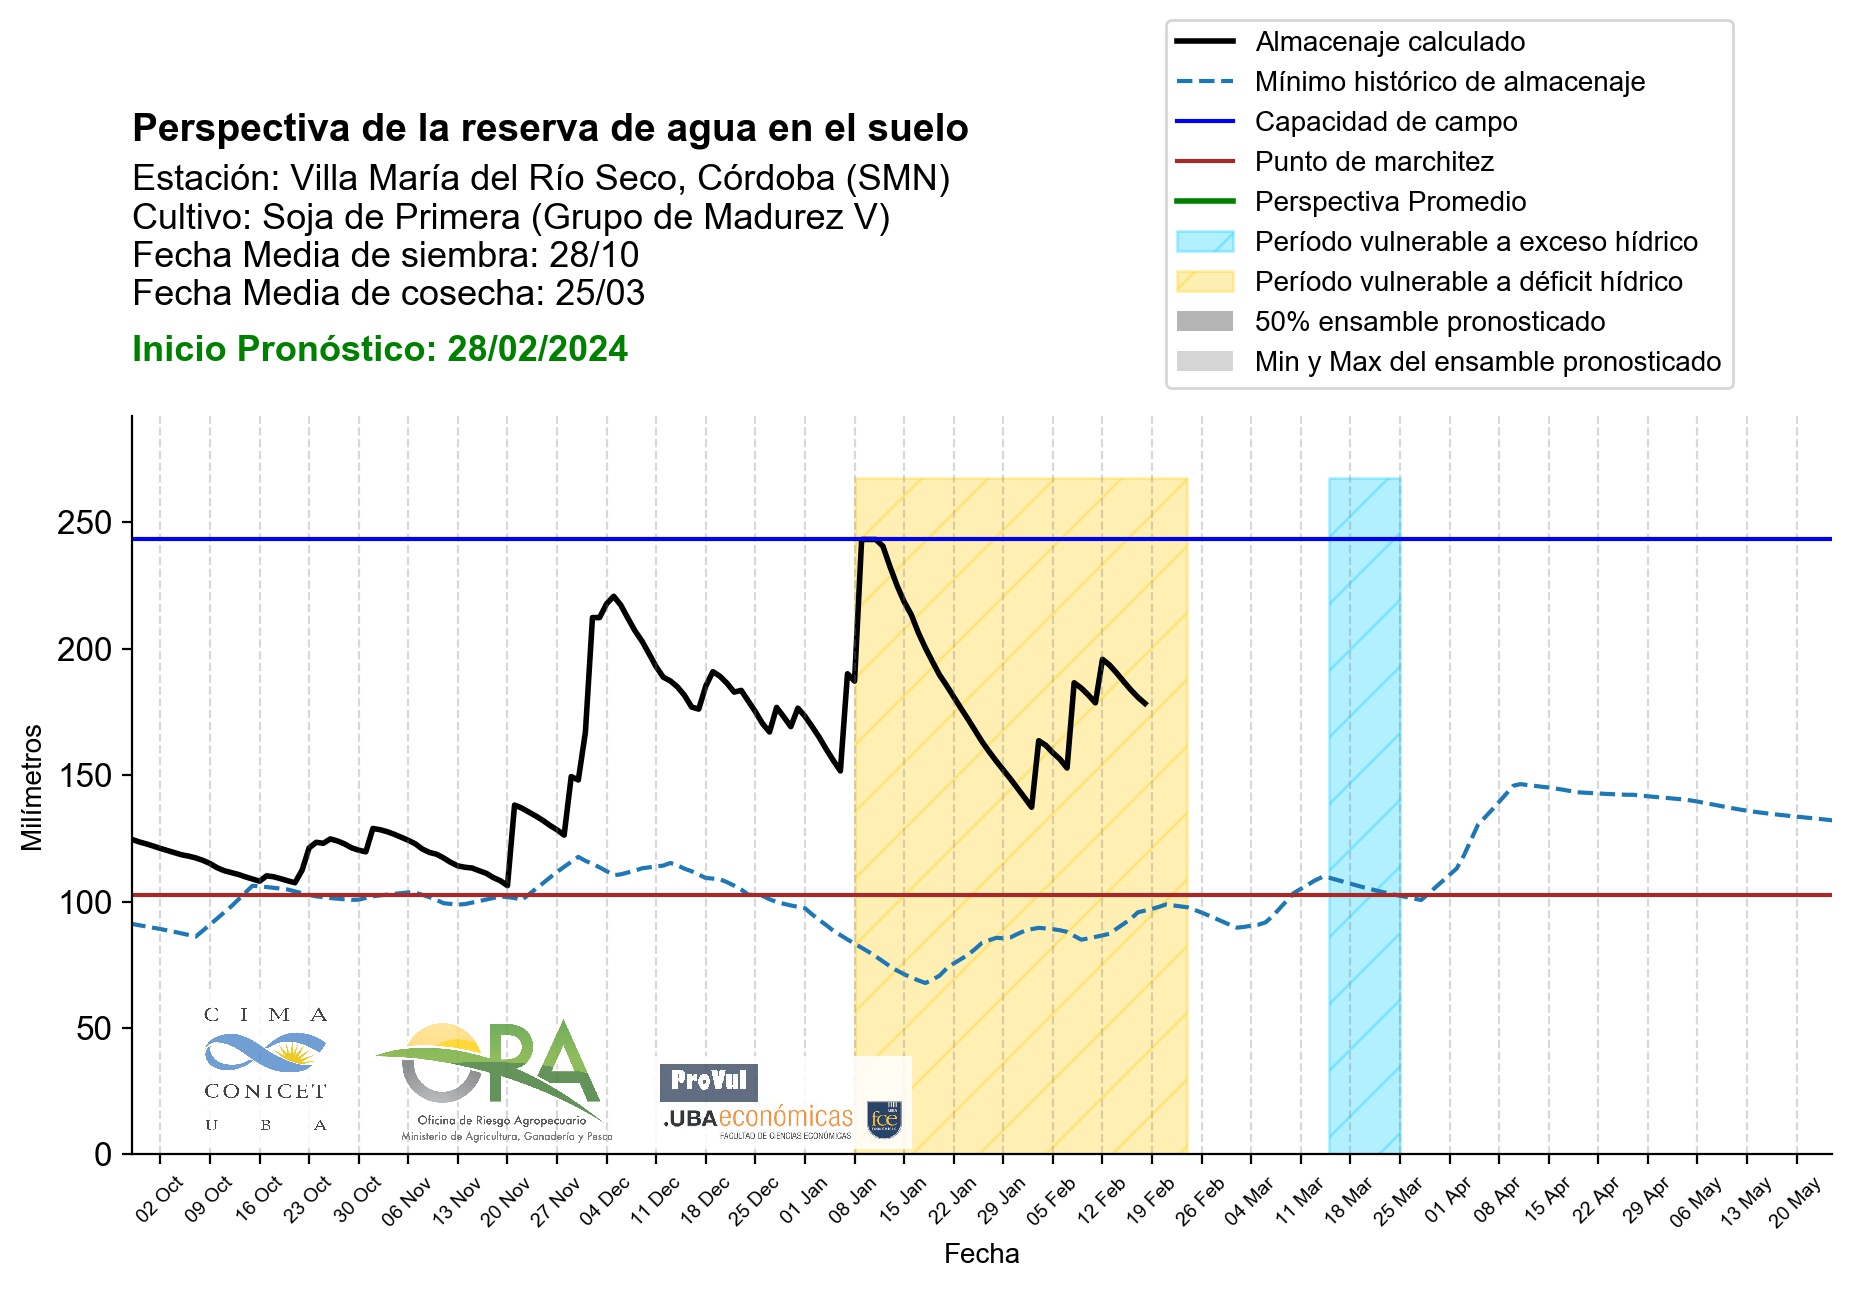 Almacenaje calculado
Mínimo histórico de almacenaje
Capacidad de campo
Punto de marchitez
Perspectiva Promedio
Período vulnerable a exceso hídrico
Período vulnerable a déficit hídrico
50% ensamble pronosticado
Min y Max del ensamble pronosticado
Perspectiva de la reserva de agua en el suelo
Estación: Villa María del Río Seco, Córdoba (SMN)
Cultivo: Soja de Primera (Grupo de Madurez V)
Fecha Media de siembra: 28/10
Fecha Media de cosecha: 25/03
Inicio Pronóstico: 28/02/2024
Milímetros
250
200
150
100
50
0
CIMA
CONICET
UBA
ORA
Oficina de Riesgo Agropecuario
Ministerio de Agricultura, Ganadería y Pesca
ProVul
.UBAeconómicas
FACULTAD DE CIENCIAS ECONÓMICAS
fce
02 Oct 09 Oct 16 Oct 23 Oct 30 Oct 06 Nov 13 Nov 20 Nov 27 Nov 04 Dec 11 Dec 18 Dec 25 Dec 01 Jan 08 Jan 15 Jan 22 Jan 29 Jan 05 Feb 12 Feb 19 Feb 26 Feb 04 Mar 11 Mar 18 Mar 25 Mar 01 Apr 08 Apr 15 Apr 22 Apr 29 Apr 06 May 13 May 20 May
Fecha